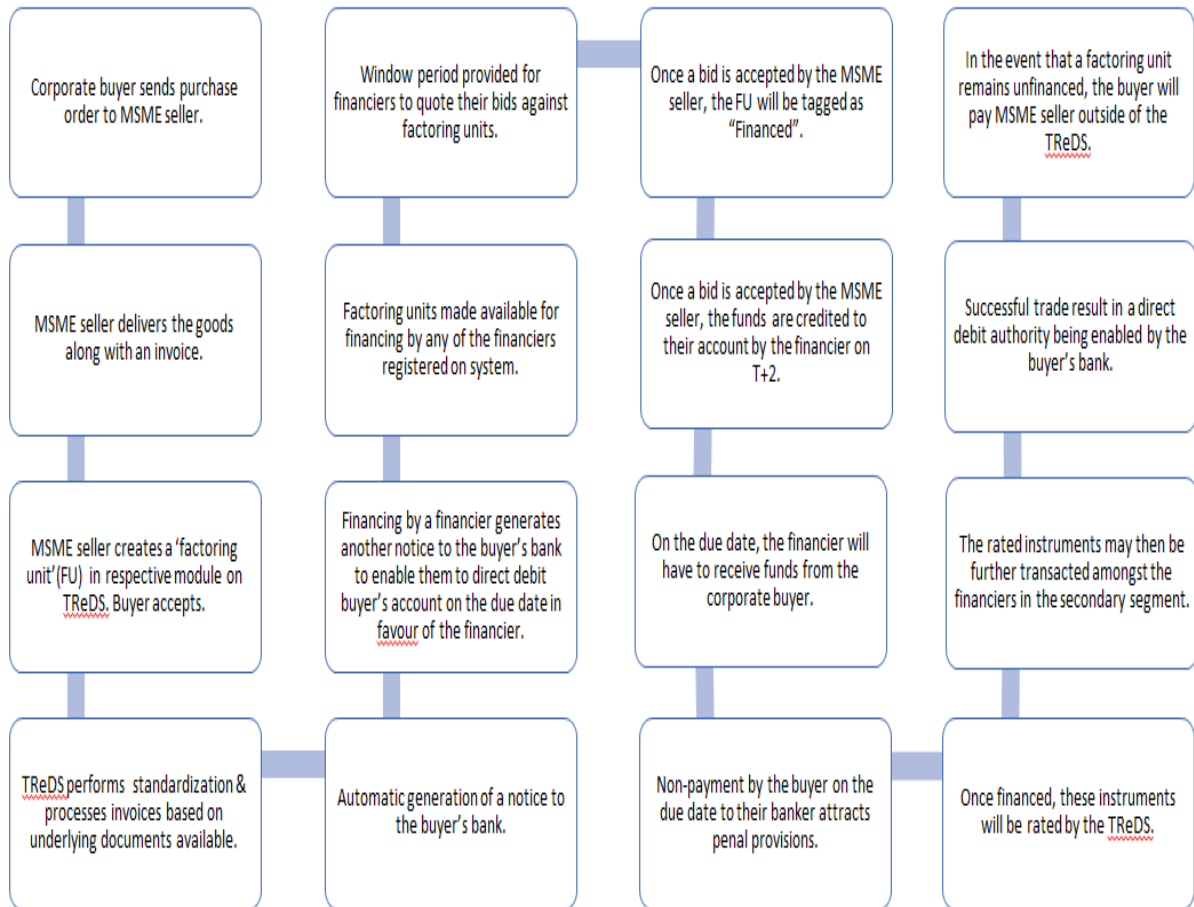 Corporate buyer sends purchase
order to MSME seller.
MSME seller delivers the goods
along with an invoice.
MSME seller creates a ‘factoring
unit’(FU) in respective module on
TReDS. Buyer accepts.
TReDS performs standardization &
processes invoices based on
underlying documents available.
Automatic generation of a notice to
the buyer’s bank.
Financing by a financier generates
another notice to the buyer’s bank
to enable them to direct debit
buyer’s account on the due date in
favour of the financier.
Factoring units made available for
financing by any of the financiers
registered on system.
Window period provided for
financiers to quote their bids against
factoring units.
Once a bid is accepted by the MSME
seller, the FU will be tagged as
“Financed”.
Once a bid is accepted by the MSME
seller, the funds are credited to
their account by the financier on
T+2.
On the due date, the financier will
have to receive funds from the
corporate buyer.
Non-payment by the buyer on the
due date to their banker attracts
penal provisions.
Once financed, these instruments
will be rated by the TReDS.
The rated instruments may then be
further transacted amongst the
financiers in the secondary segment.
Successful trade result in a direct
debit authority being enabled by the
buyer’s bank.
In the event that a factoring unit
remains unfinanced, the buyer will
pay MSME seller outside of the
TReDS.